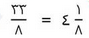 ٣٣/٨ = ٤ ١/٨